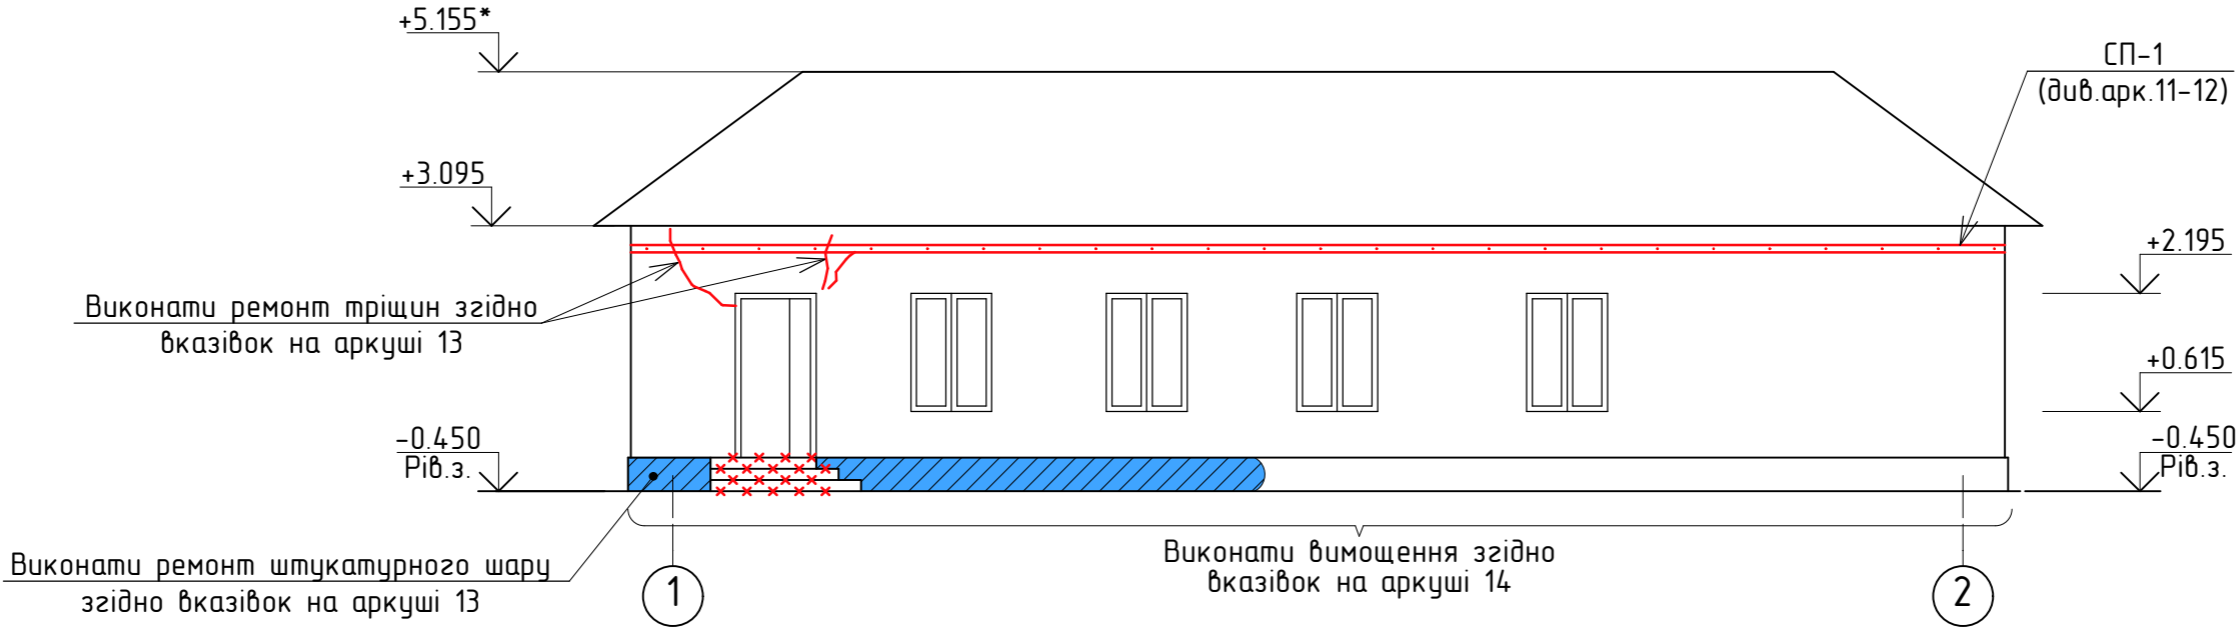 +5.155*
СП-1
(див.арк.11-12)
+3.095
+2.195
Виконати ремонт тріщин згідно
вказівок на аркуші 13
+0.615
-0.450
Рів.з.
-0.450
Рів.з.
Виконати вимощення згідно
вказівок на аркуші 14
Виконати ремонт штукатурного шару
згідно вказівок на аркуші 13
1
2